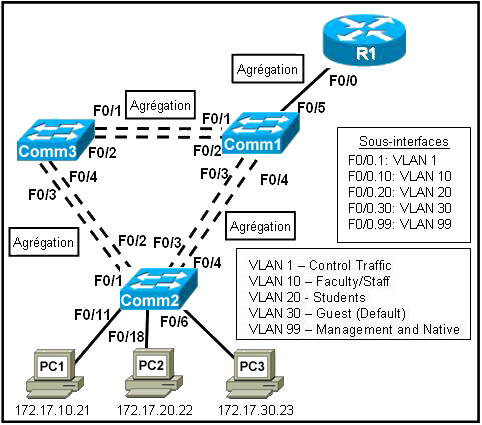 R1
Agrégation
F0/0
F0/1
Agrégation
F0/1
F0/5
Comm3
F0/2
F0/2
Comm1
F0/3
F0/4
F0/3
F0/4
Sous-interfaces
F0/0.1: VLAN 1
F0/0.10: VLAN 10
F0/0.20: VLAN 20
F0/0.30: VLAN 30
F0/0.99: VLAN 99
Agrégation
Agrégation
F0/2
F0/3
F0/1
F0/4
Comm2
VLAN 1 – Control Traffic
VLAN 10 – Faculty/Staff
VLAN 20 - Students
VLAN 30 – Guest (Default)
VLAN 99 – Management and Native
F0/11
F0/18
F0/6
PC1
PC2
PC3
172.17.10.21
172.17.20.22
172.17.30.23